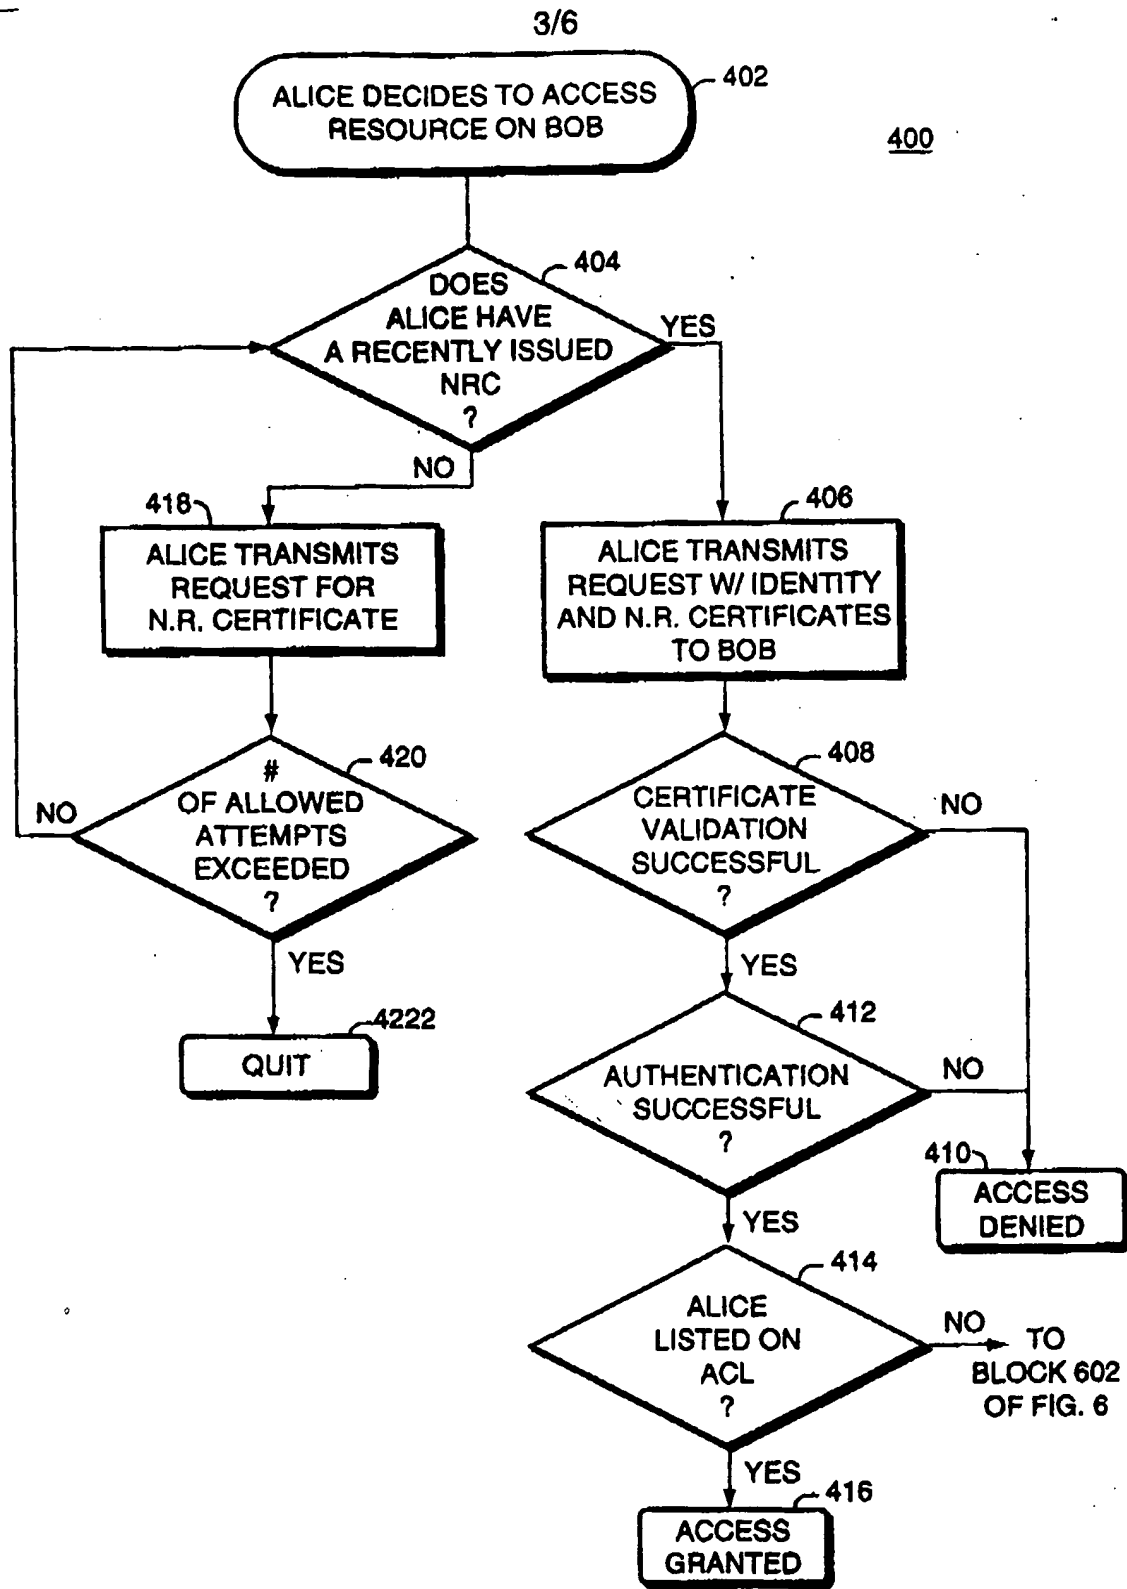 3/6
ALICE DECIDES TO ACCESS
RESOURCE ON BOB
402
400
DOES
ALICE HAVE
A RECENTLY ISSUED
NRC
?
404
YES
NO
418
ALICE TRANSMITS
REQUEST FOR
N.R. CERTIFICATE
406
ALICE TRANSMITS
REQUEST W/ IDENTITY
AND N.R. CERTIFICATES
TO BOB
420
#
OF ALLOWED
ATTEMPTS
EXCEEDED
?
NO
YES
408
CERTIFICATE
VALIDATION
SUCCESSFUL
?
NO
YES
4222
QUIT
412
AUTHENTICATION
SUCCESSFUL
?
NO
YES
410
ACCESS
DENIED
414
ALICE
LISTED ON
ACL
?
NO
TO
BLOCK 602
OF FIG. 6
YES
416
ACCESS
GRANTED